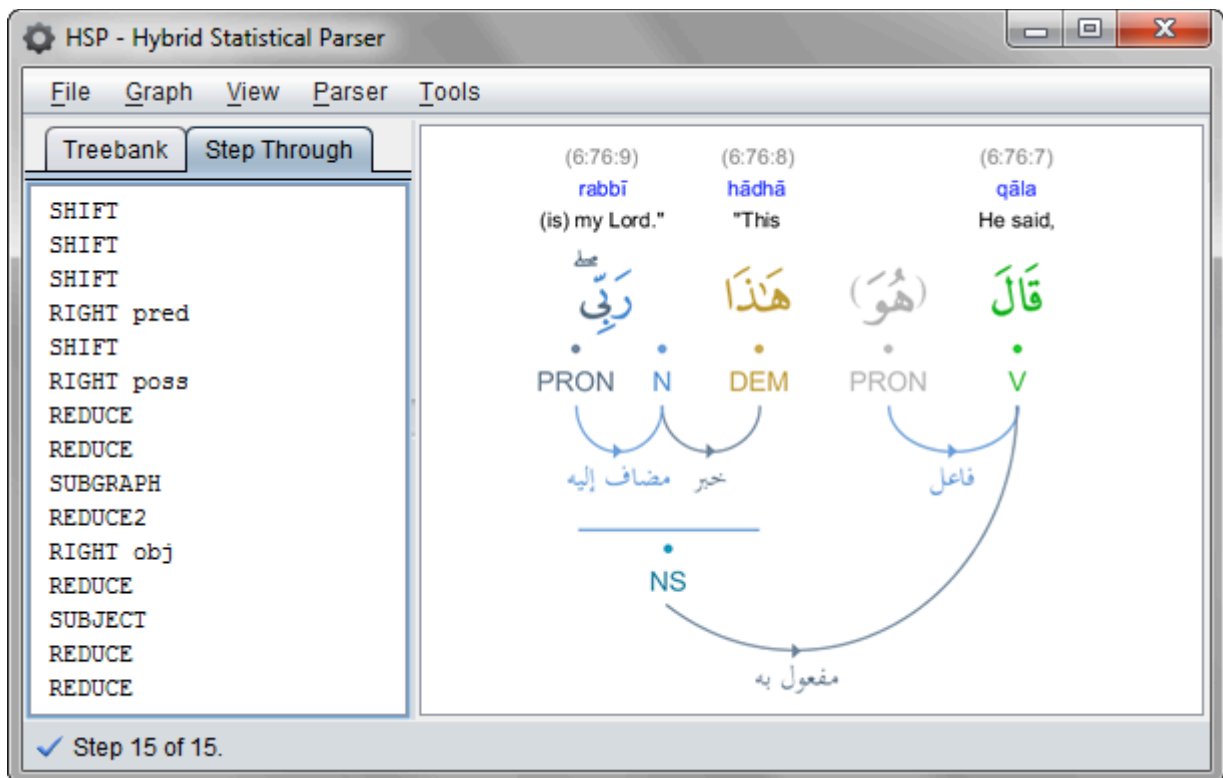 HSP - Hybrid Statistical Parser
File Graph View Parser Tools
Treebank Step Through
SHIFT
SHIFT
SHIFT
RIGHT pred
SHIFT
RIGHT poss
REDUCE
REDUCE
SUBGRAPH
REDUCE2
RIGHT obj
REDUCE
SUBJECT
REDUCE
REDUCE
(6:76:9) (6:76:8) (6:76:7)
rabbī hādhā qāla
(is) my Lord." "This He said,
قَالَ (هُوَ) هَـٰذَا رَبِّى ۖ
PRON N DEM PRON V
فاعل خبر مضاف إليه
NS
مفعول به
Step 15 of 15.